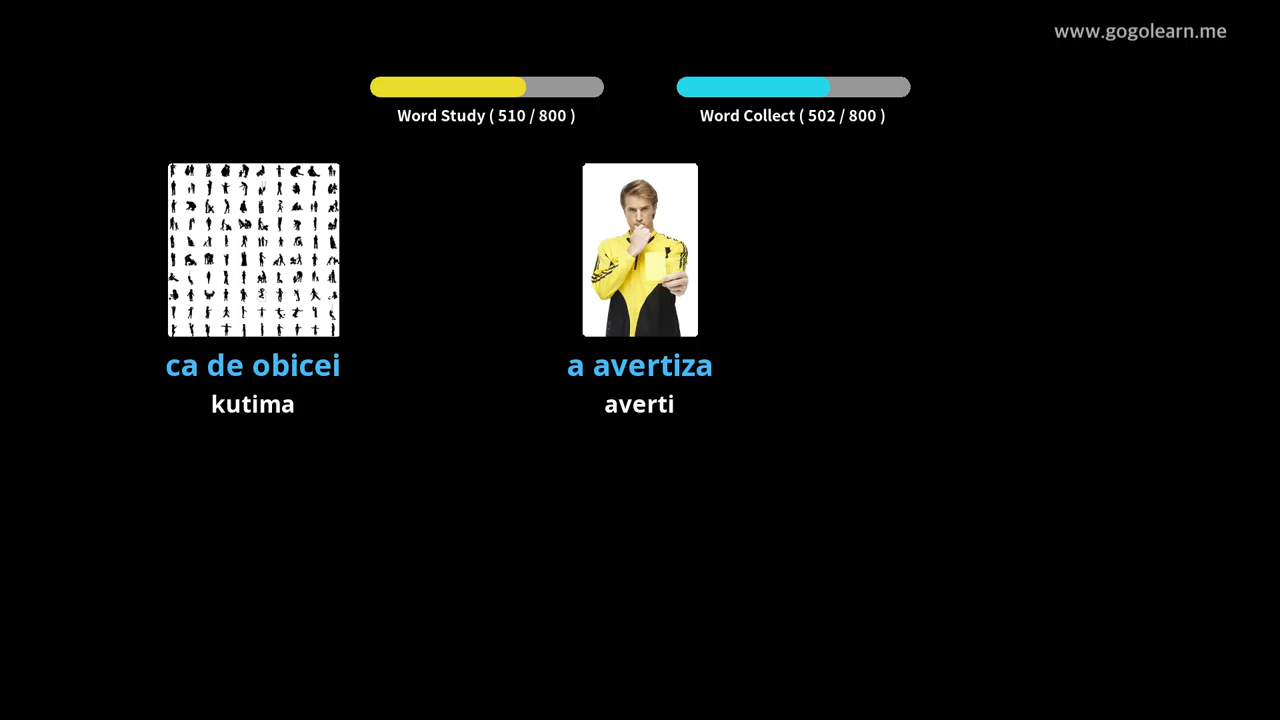 www.gogolearn.me
Word Study ( 510 / 800 )
Word Collect ( 502 / 800 )
ca de obicei
kutima
a avertiza
averti